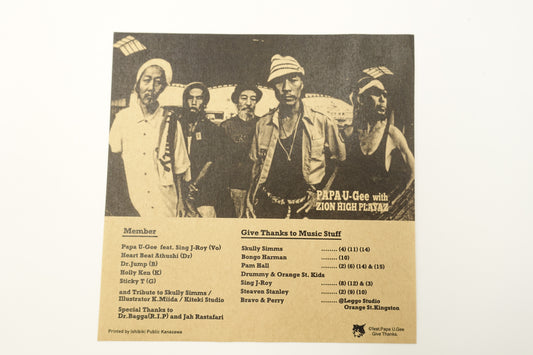 PAPA U-Gee with
ZION HIGH PLAYAZ
Member
Papa U-Gee feat. Sing J-Roy (Vo)
Heart Beat Athushi (Dr)
Dr.Jump (B)
Holly Ken (K)
Sticky T (G)
and Tribute to Skully Simms /
Illustrator K.Miida / Kiteki Studio
Special Thanks to
Dr.Bagga(R.I.P) and Jah Rastafari
Printed by Ishibiki Public Kanazawa
Give Thanks to Music Stuff
Skully Simms ........ (4) (11) (14)
Bongo Harman ........ (10)
Pam Hall ........ (2) (6) (14) & (15)
Drummy & Orange St. Kids
Sing J-Roy ........ (8) (12) & (3)
Steaven Stanley ........ (2) (9) (10)
Bravo & Perry ........ @Leggo Studio
Orange St.Kingston
©feat.Papa U.Gee
Give Thanks.